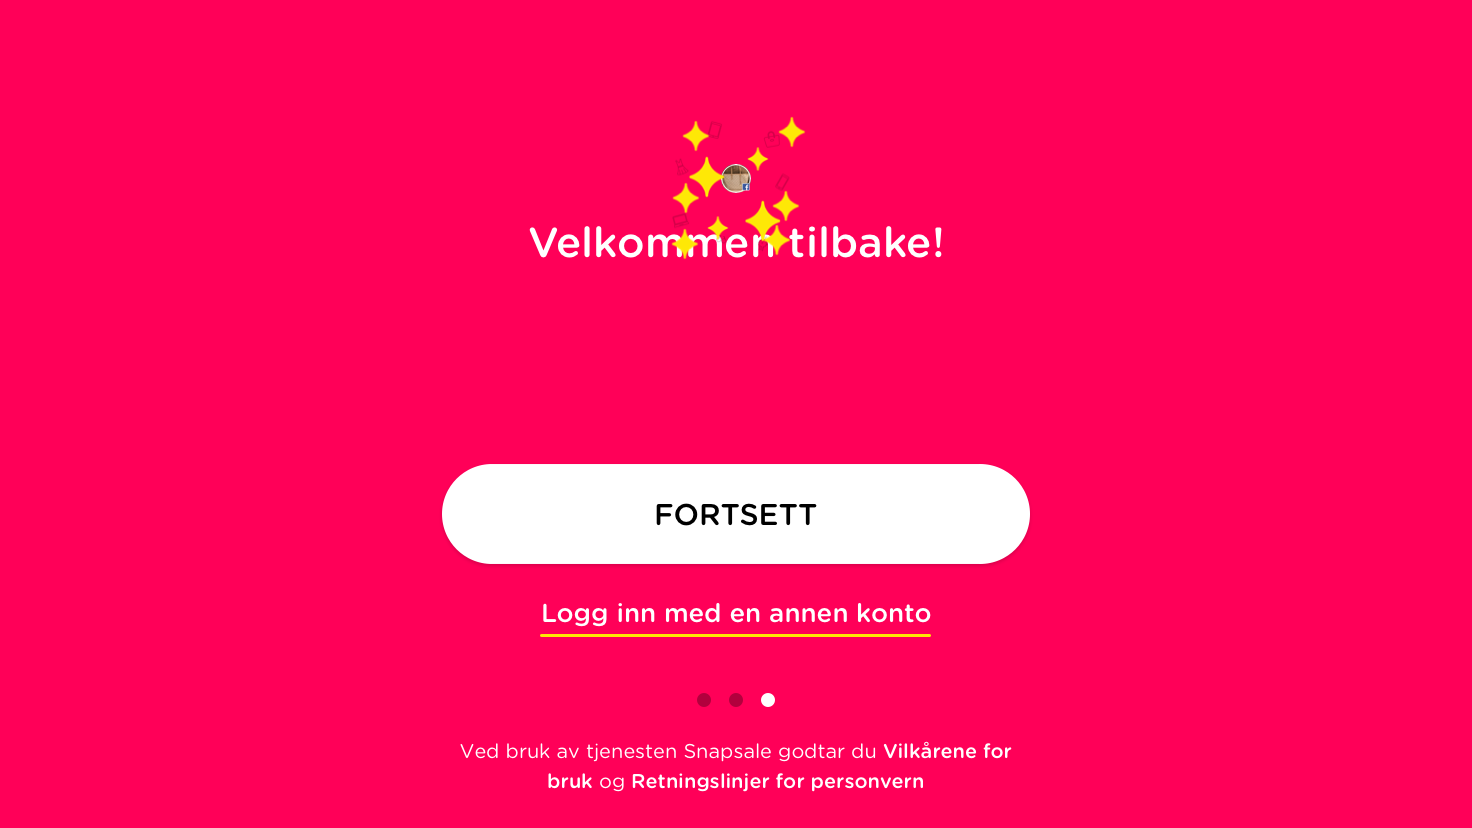 Velkommen tilbake!
FORTSETT
Logg inn med en annen konto
Ved bruk av tjenesten Snapsale godtar du Vilkårene for
bruk og Retningslinjer for personvern